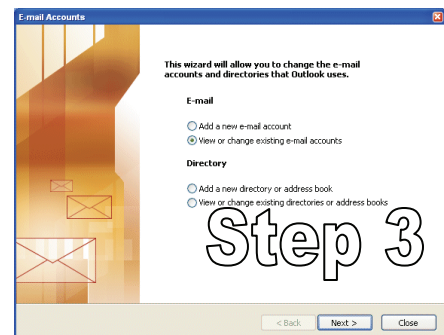 E-mail Accounts
This wizard will allow you to change the e-mail
accounts and directories that Outlook uses.
E-mail
Add a new e-mail account
View or change existing e-mail accounts
Directory
Add a new directory or address book
View or change existing directories or address books
Step 3
< Back
Next >
Close